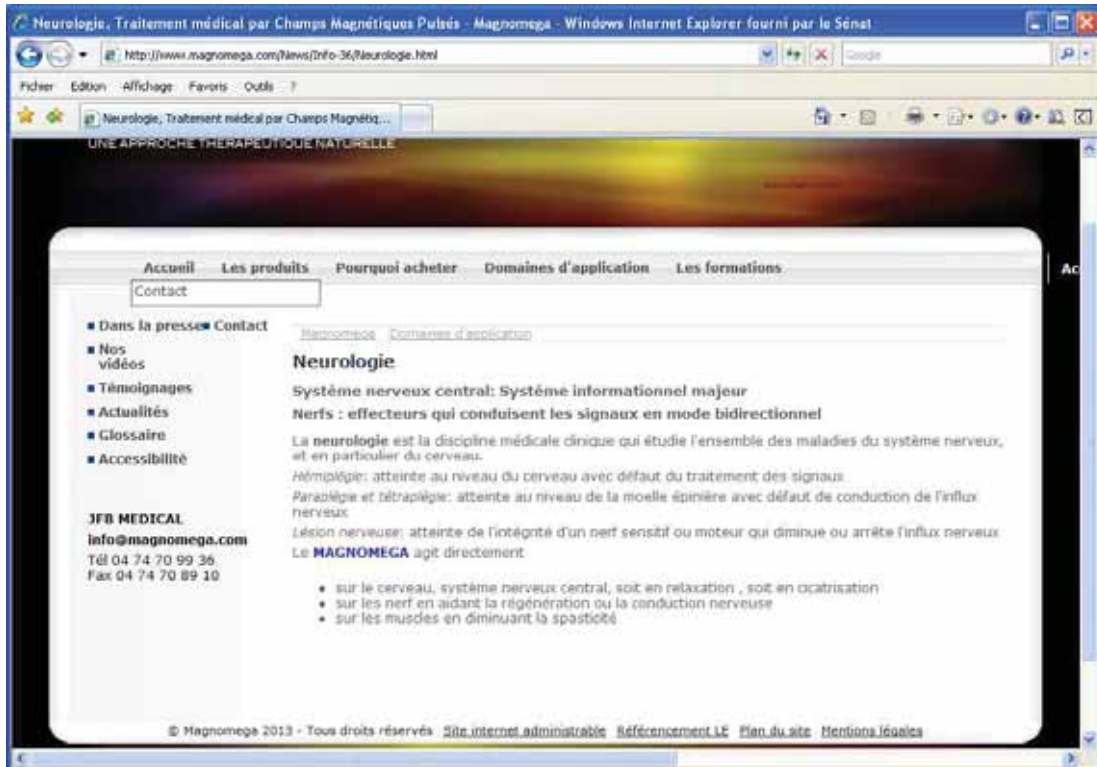 Neurologie, Traitement médical par Champs Magnétiques Pulsés - Magnomega - Windows Internet Explorer fourni par le Sénat
http://www.magnomega.com/News/Info-36/Neurologie.html
Google
Fichier Edition Affichage Favoris Outils ?
Neurologie, Traitement médical par Champs Magnétiq...
UNE APPROCHE THERAPEUTIQUE NATURELLE
Accueil Les produits Pourquoi acheter Domaines d'application Les formations
Ac
Contact
Dans la presse Contact
Nos
vidéos
Témoignages
Actualités
Glossaire
Accessibilité
JFB MEDICAL
info@magnomega.com
Tél 04 74 70 99 36
Fax 04 74 70 89 10
Magnomega Domaines d'application
Neurologie
Système nerveux central: Système informationnel majeur
Nerfs : effecteurs qui conduisent les signaux en mode bidirectionnel
La neurologie est la discipline médicale clinique qui étudie l'ensemble des maladies du système nerveux,
et en particulier du cerveau.
Hémiplégie: atteinte au niveau du cerveau avec défaut du traitement des signaux
Paraplégie et tétraplégie: atteinte au niveau de la moelle épinière avec défaut de conduction de l'influx
nerveux
Lésion nerveuse: atteinte de l'intégrité d'un nerf sensitif ou moteur qui diminue ou arrête l'influx nerveux
Le MAGNOMEGA agit directement
• sur le cerveau, système nerveux central, soit en relaxation , soit en cicatrisation
• sur les nerf en aidant la régénération ou la conduction nerveuse
• sur les muscles en diminuant la spasticité
© Magnomega 2013 - Tous droits réservés Site internet administrable Référencement LE Plan du site Mentions légales